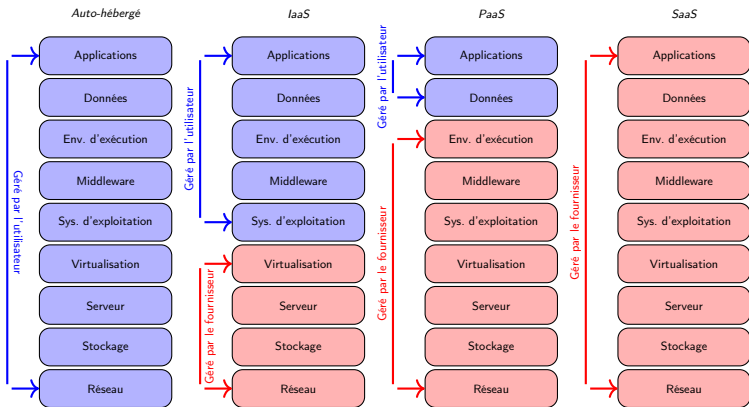 Auto-hébergé
IaaS
PaaS
SaaS
Applications
Données
Env. d'exécution
Middleware
Sys. d'exploitation
Virtualisation
Serveur
Stockage
Réseau
Géré par l'utilisateur
Applications
Données
Env. d'exécution
Middleware
Sys. d'exploitation
Virtualisation
Serveur
Stockage
Réseau
Géré par l'utilisateur
Géré par le fournisseur
Applications
Données
Env. d'exécution
Middleware
Sys. d'exploitation
Virtualisation
Serveur
Stockage
Réseau
Géré par l'utilisateur
Géré par le fournisseur
Applications
Données
Env. d'exécution
Middleware
Sys. d'exploitation
Virtualisation
Serveur
Stockage
Réseau
Géré par le fournisseur